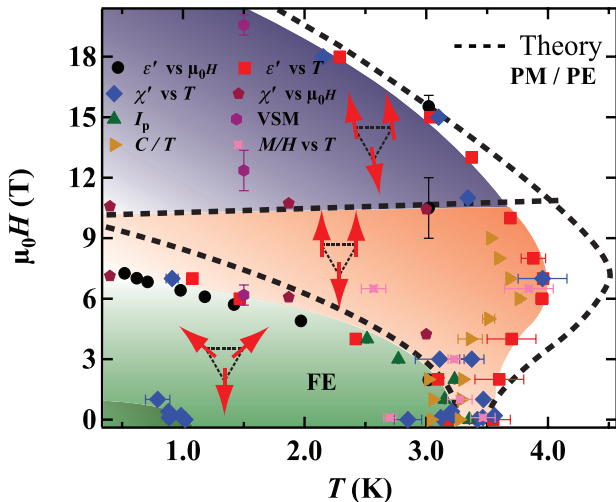 18
15
12
9
6
3
0
μ₀H (T)
Theory
PM / PE
ε′ vs μ₀H
ε′ vs T
χ′ vs T
χ′ vs μ₀H
Iₚ
VSM
C/T
M/H vs T
FE
1.0 2.0 3.0 4.0
T (K)